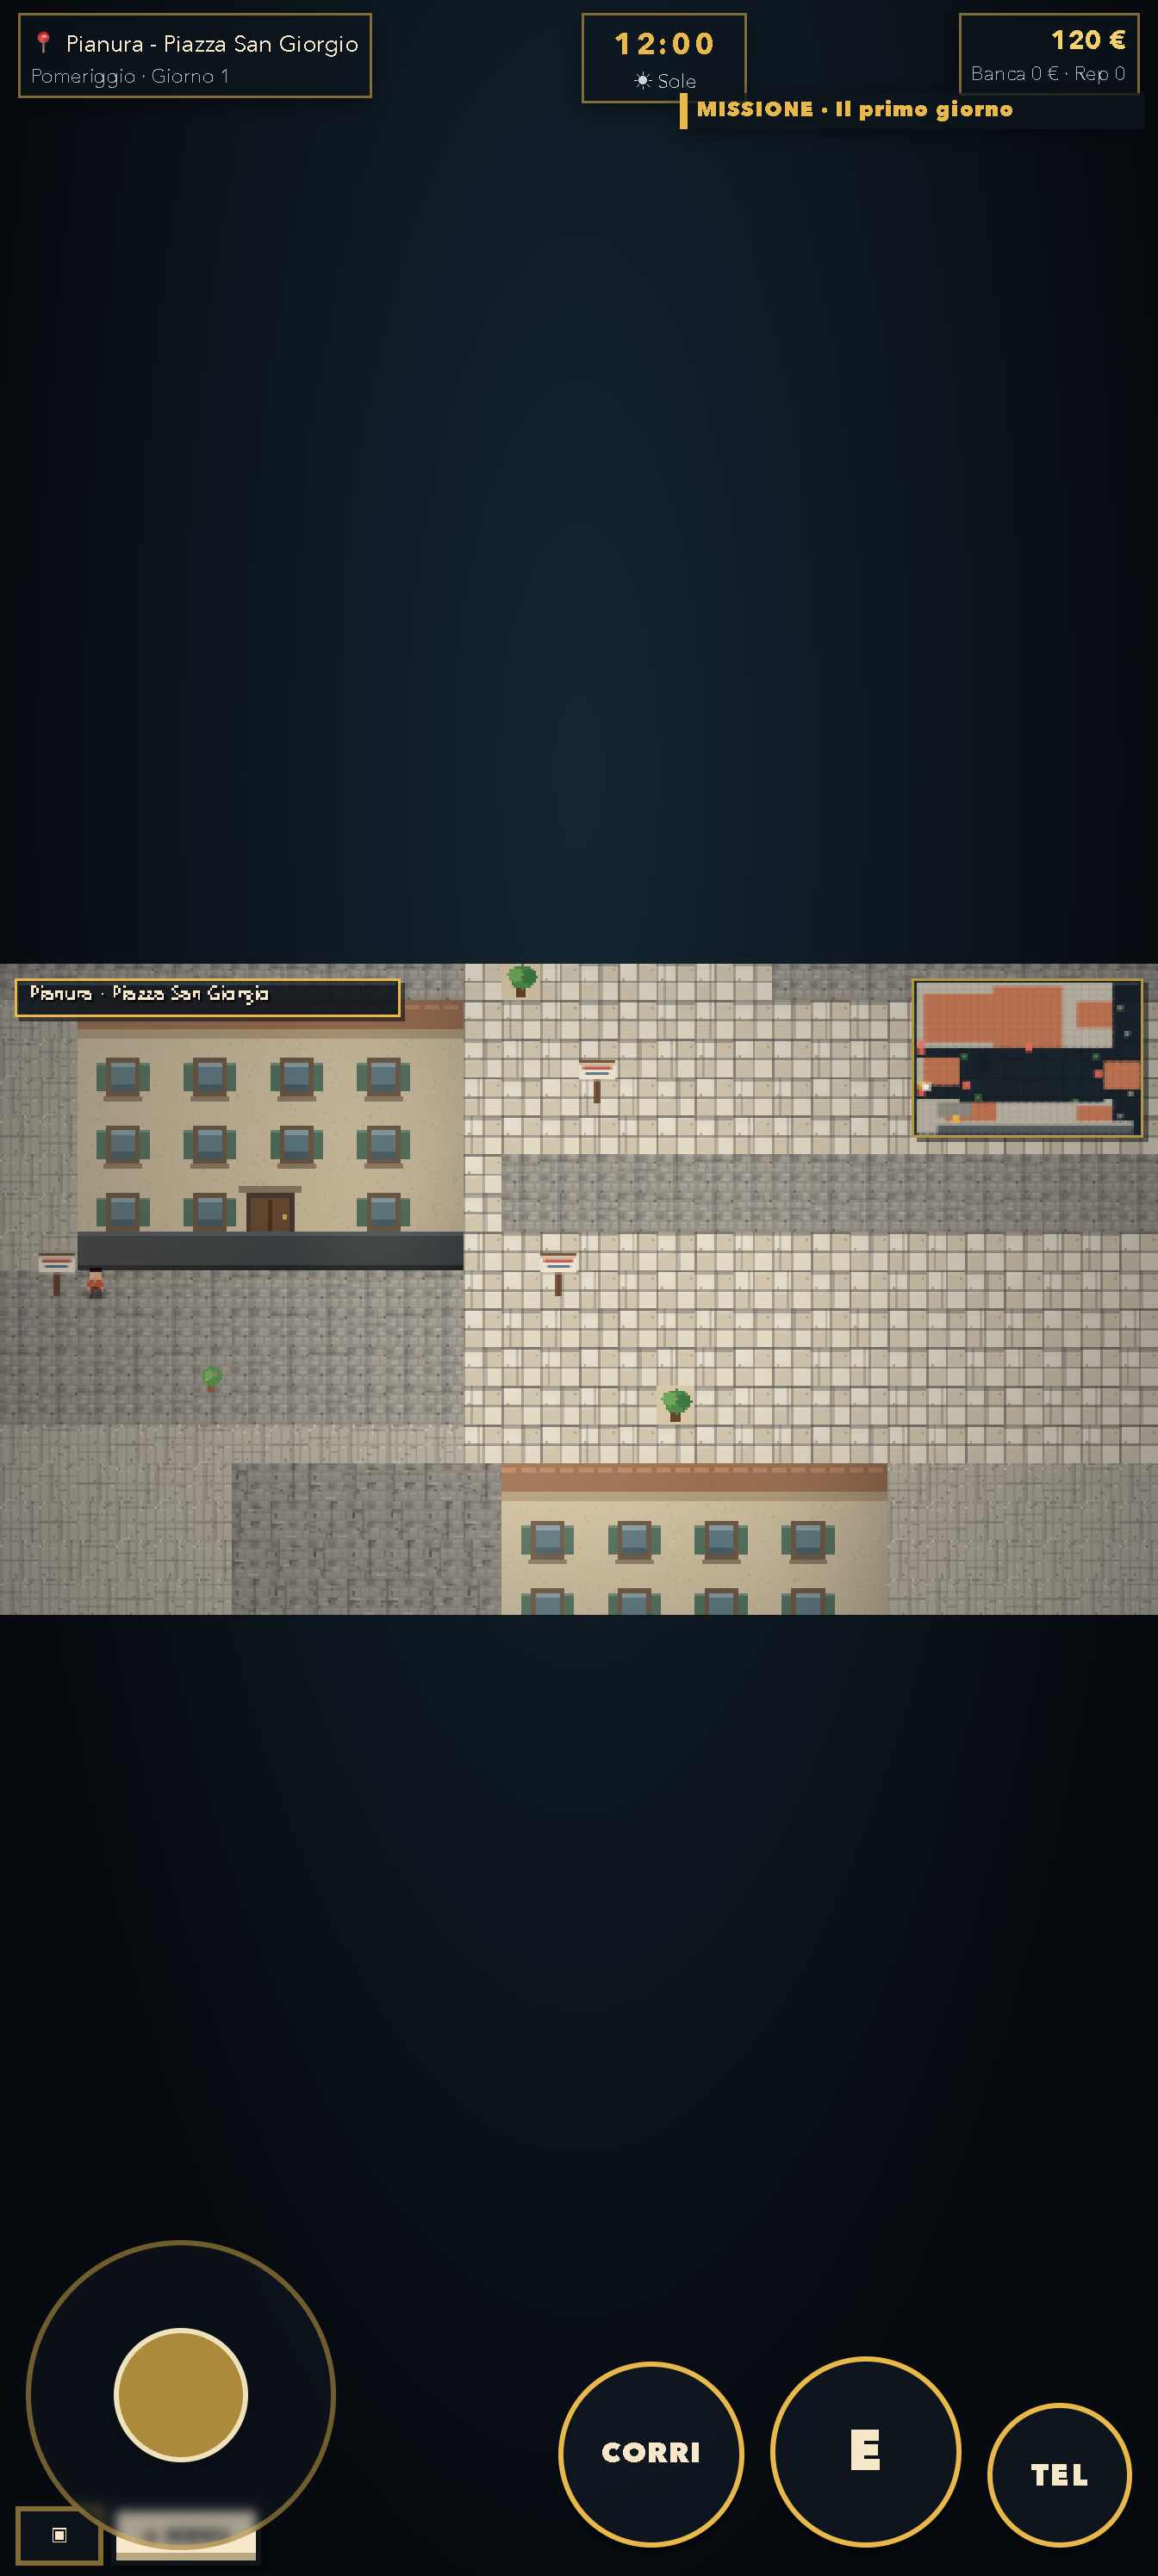 📍 Pianura - Piazza San Giorgio
Pomeriggio · Giorno 1
12:00
☀ Sole
120 €
Banca 0 € · Rep 0
MISSIONE · Il primo giorno
Pianura · Piazza San Giorgio
CORRI
E
TEL